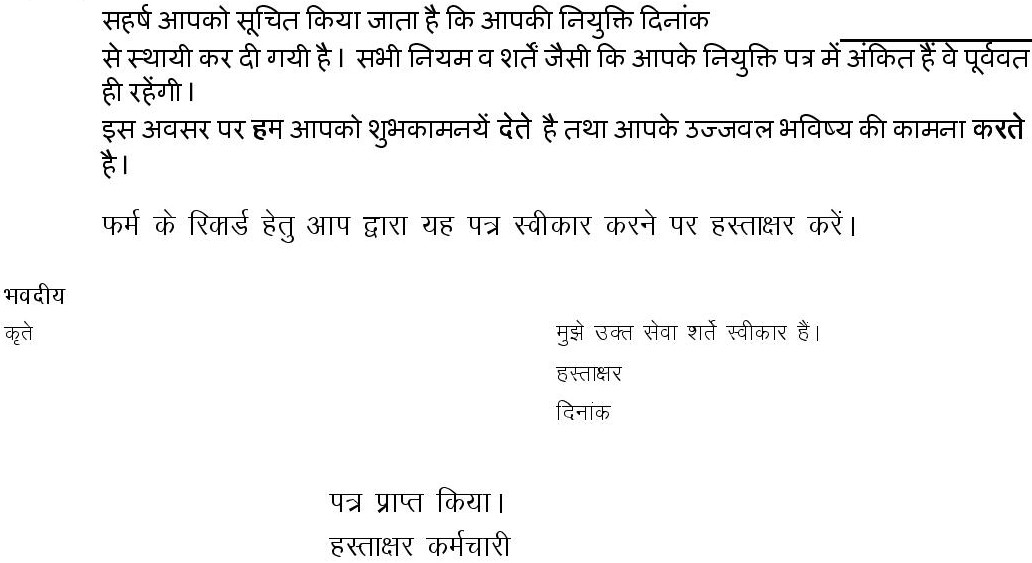 सहर्ष आपको सूचित किया जाता है कि आपकी नियुक्ति दिनांक
से स्थायी कर दी गयी है। सभी नियम व शर्तें जैसी कि आपके नियुक्ति पत्र में अंकित हैं वे पूर्ववत
ही रहेंगी।
इस अवसर पर हम आपको शुभकामनयें देते है तथा आपके उज्जवल भविष्य की कामना करते
है।
फर्म के रिकार्ड हेतु आप द्वारा यह पत्र स्वीकार करने पर हस्ताक्षर करें।
भवदीय
कृते
मुझे उक्त सेवा शर्ते स्वीकार हैं।
हस्ताक्षर
दिनांक
पत्र प्राप्त किया।
हस्ताक्षर कर्मचारी